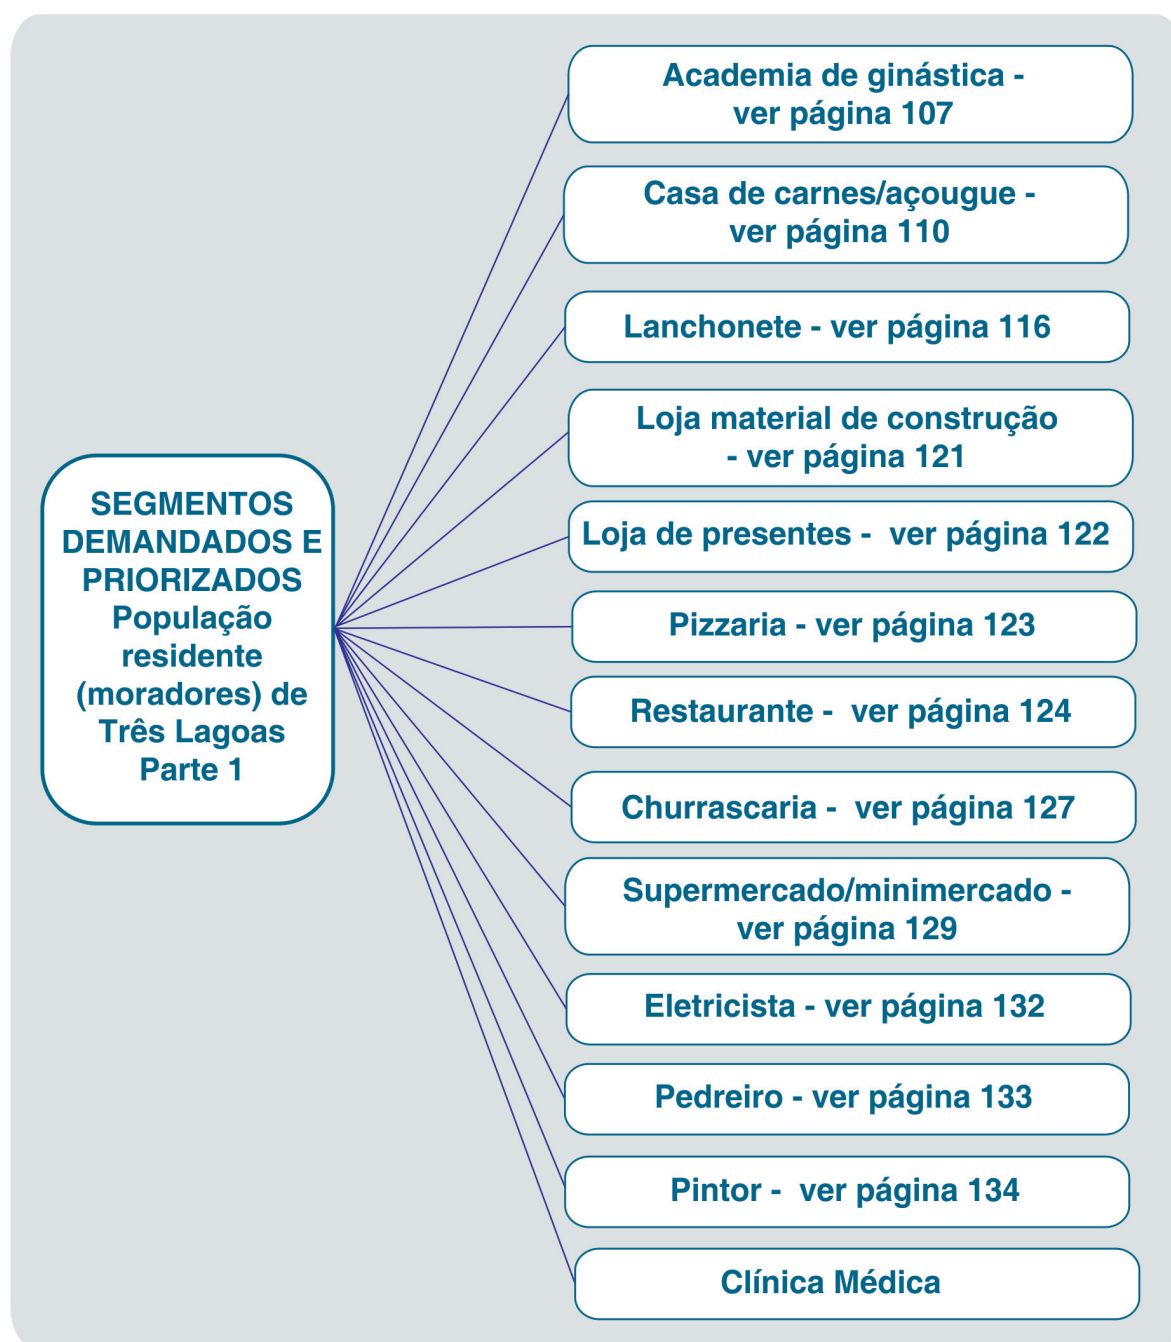 SEGMENTOS
DEMANDADOS E
PRIORIZADOS
População
residente
(moradores) de
Três Lagoas
Parte 1
Academia de ginástica -
ver página 107
Casa de carnes/açougue -
ver página 110
Lanchonete - ver página 116
Loja material de construção
- ver página 121
Loja de presentes - ver página 122
Pizzaria - ver página 123
Restaurante - ver página 124
Churrascaria - ver página 127
Supermercado/minimercado -
ver página 129
Eletricista - ver página 132
Pedreiro - ver página 133
Pintor - ver página 134
Clínica Médica